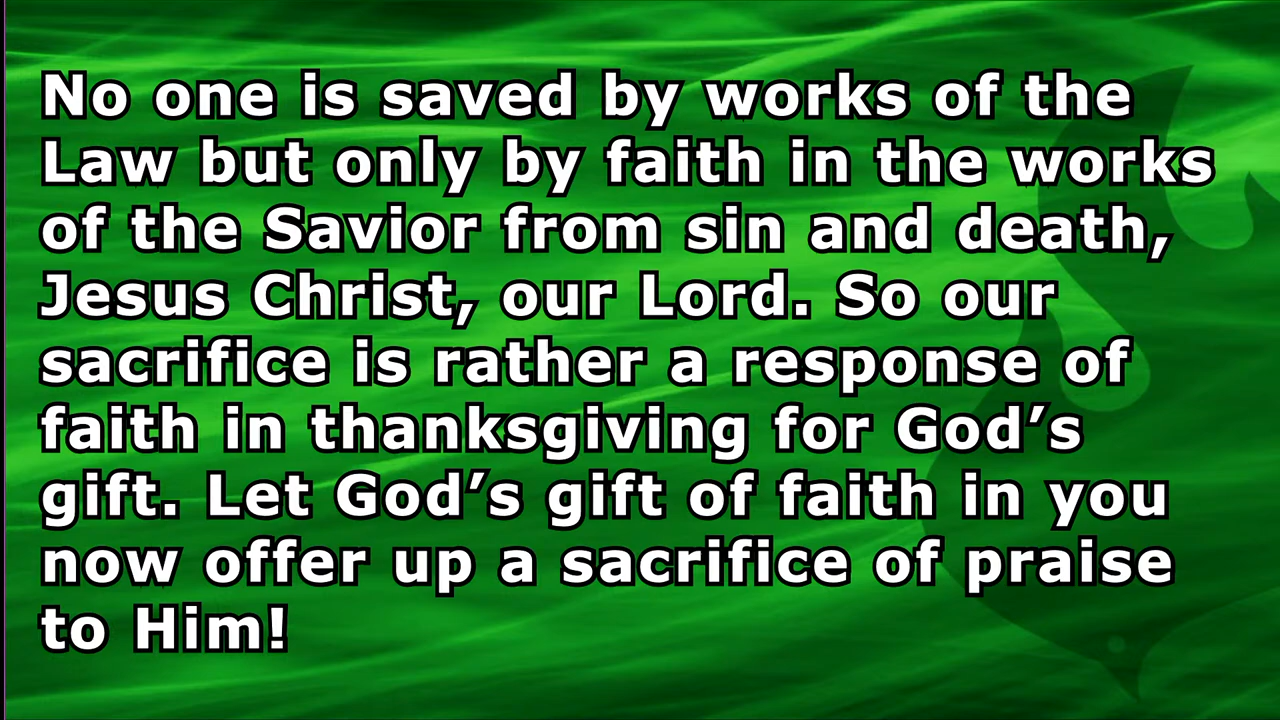 No one is saved by works of the
Law but only by faith in the works
of the Savior from sin and death,
Jesus Christ, our Lord. So our
sacrifice is rather a response of
faith in thanksgiving for God’s
gift. Let God’s gift of faith in you
now offer up a sacrifice of praise
to Him!